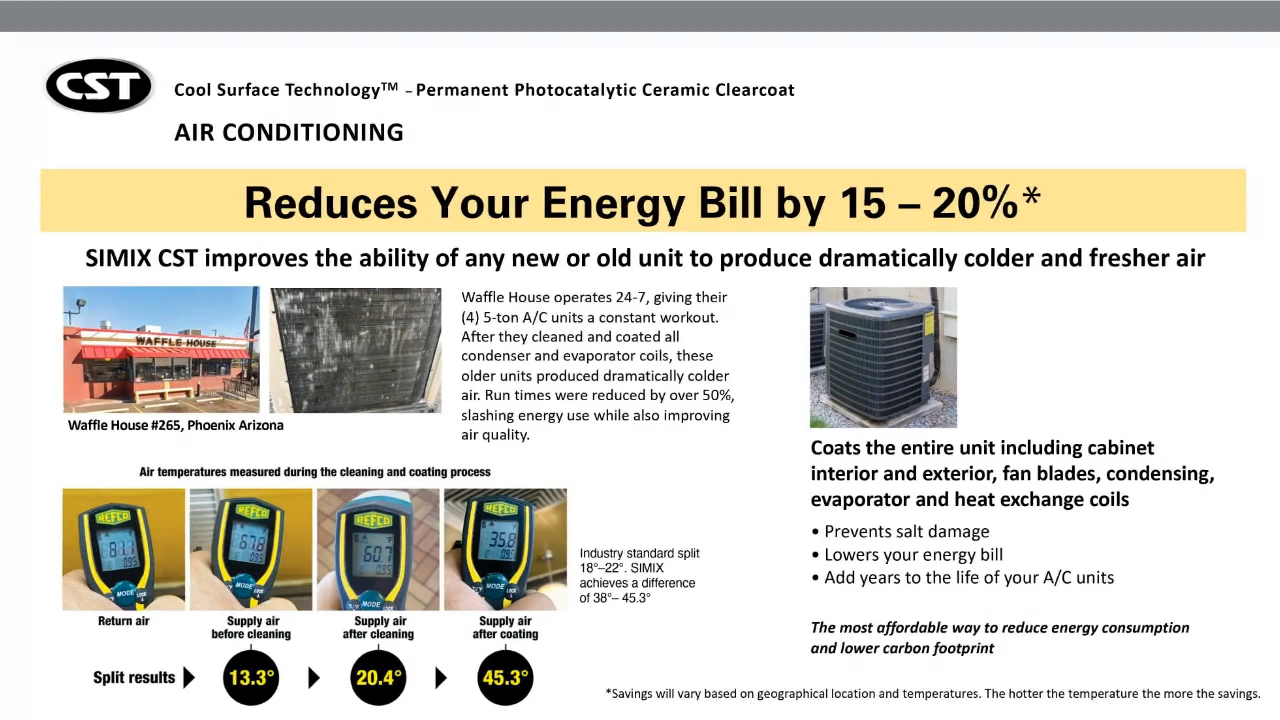 CST
Cool Surface Technology™ – Permanent Photocatalytic Ceramic Clearcoat
AIR CONDITIONING
Reduces Your Energy Bill by 15 – 20%*
SIMIX CST improves the ability of any new or old unit to produce dramatically colder and fresher air
WAFFLE HOUSE
Waffle House #265, Phoenix Arizona
Waffle House operates 24-7, giving their
(4) 5-ton A/C units a constant workout.
After they cleaned and coated all
condenser and evaporator coils, these
older units produced dramatically colder
air. Run times were reduced by over 50%,
slashing energy use while also improving
air quality.
Coats the entire unit including cabinet
interior and exterior, fan blades, condensing,
evaporator and heat exchange coils
• Prevents salt damage
• Lowers your energy bill
• Add years to the life of your A/C units
The most affordable way to reduce energy consumption
and lower carbon footprint
Air temperatures measured during the cleaning and coating process
REFCO
81.1
MODE
LOCK
REFCO
67.8
MODE
LOCK
REFCO
60.7
MODE
REFCO
35.8
MODE
LOCK
Industry standard split
18°–22°. SIMIX
achieves a difference
of 38°– 45.3°
Return air
Supply air
before cleaning
Supply air
after cleaning
Supply air
after coating
Split results
13.3°
20.4°
45.3°
*Savings will vary based on geographical location and temperatures. The hotter the temperature the more the savings.